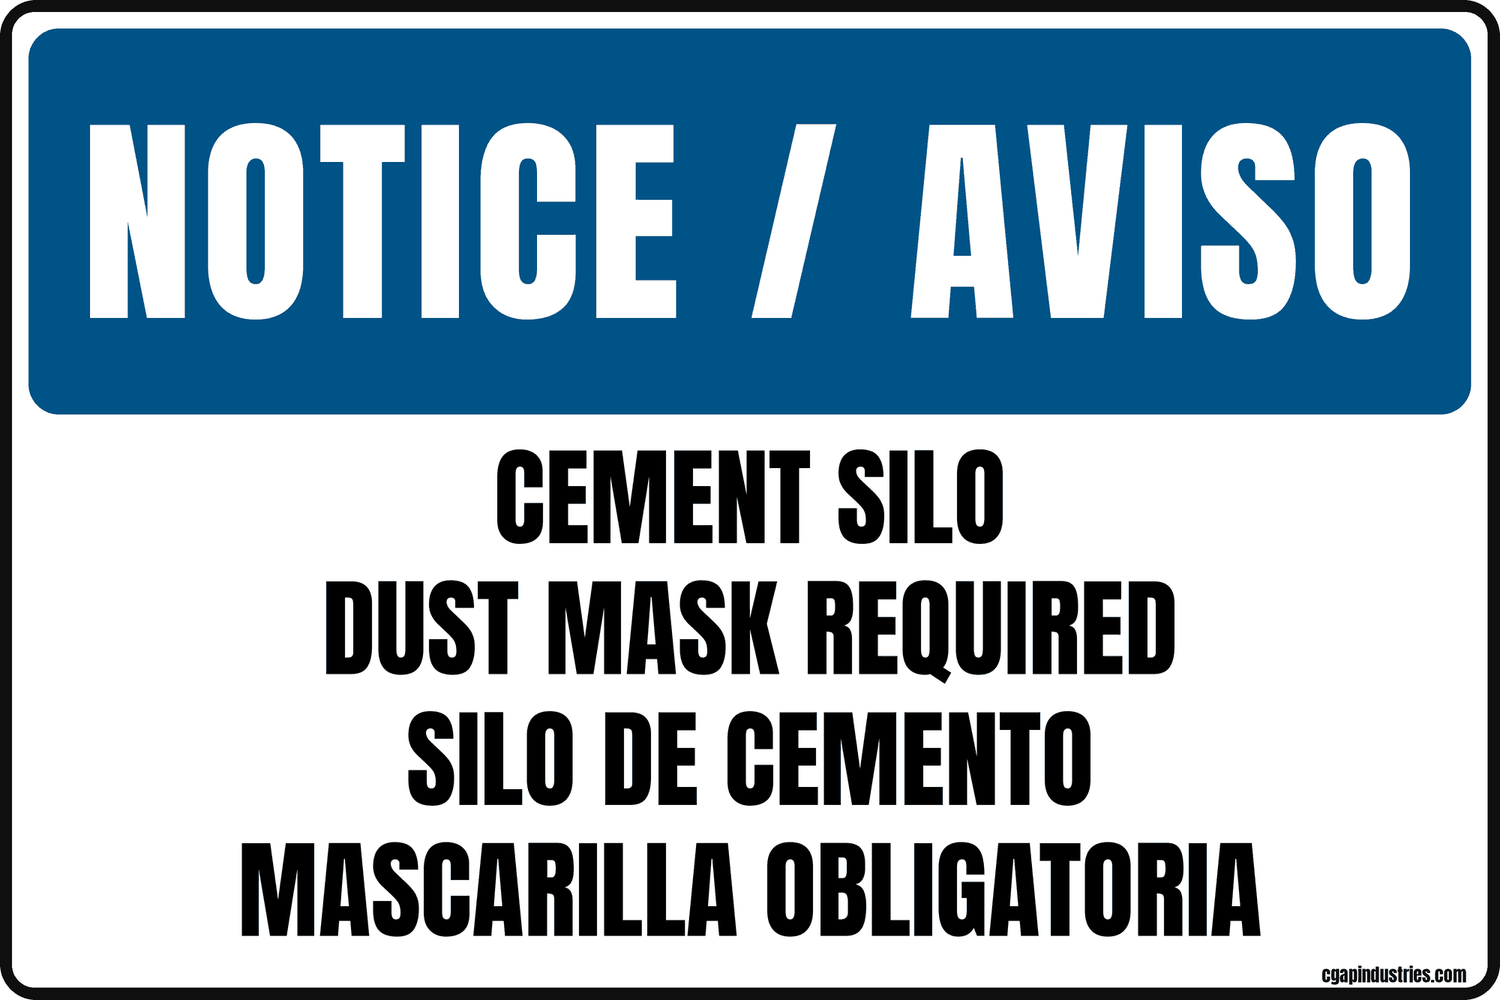 NOTICE / AVISO
CEMENT SILO
DUST MASK REQUIRED
SILO DE CEMENTO
MASCARILLA OBLIGATORIA
cgapindustries.com